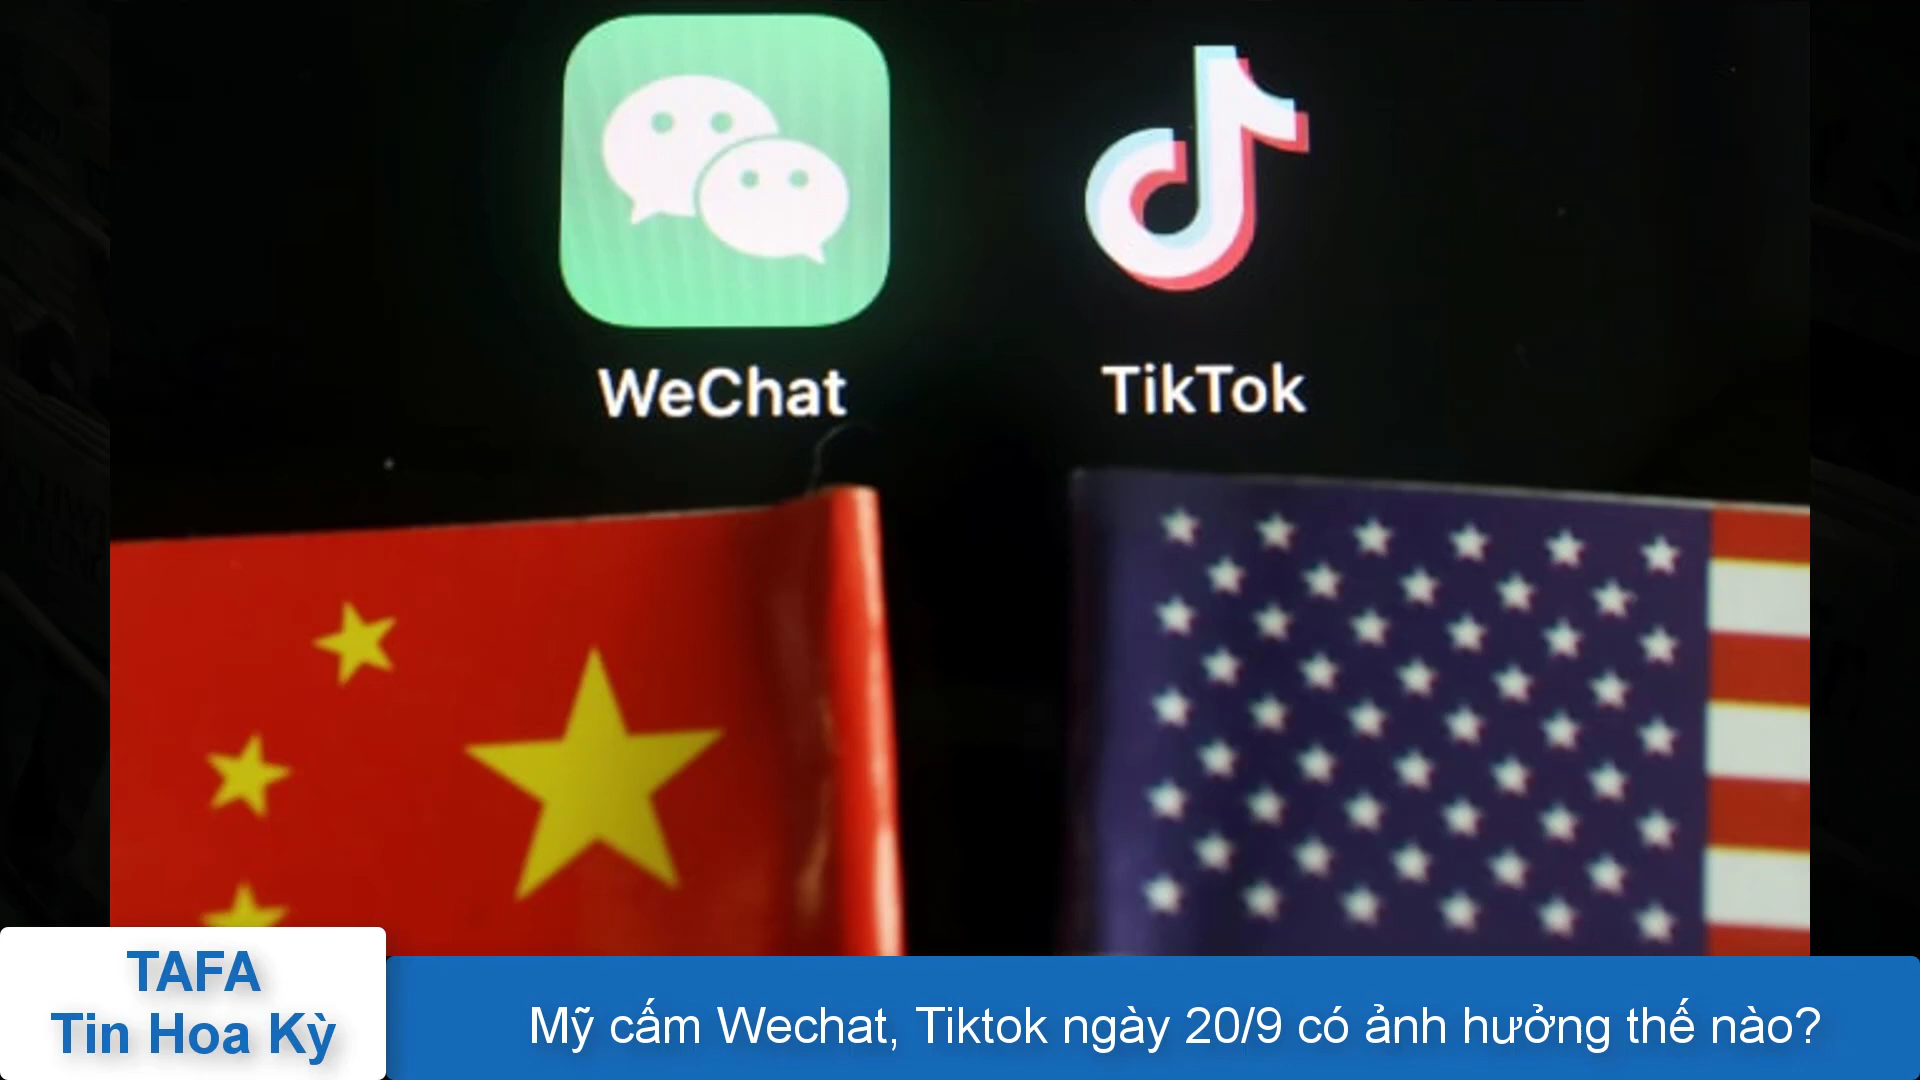 WeChat
TikTok
TAFA
Tin Hoa Kỳ
Mỹ cấm Wechat, Tiktok ngày 20/9 có ảnh hưởng thế nào?